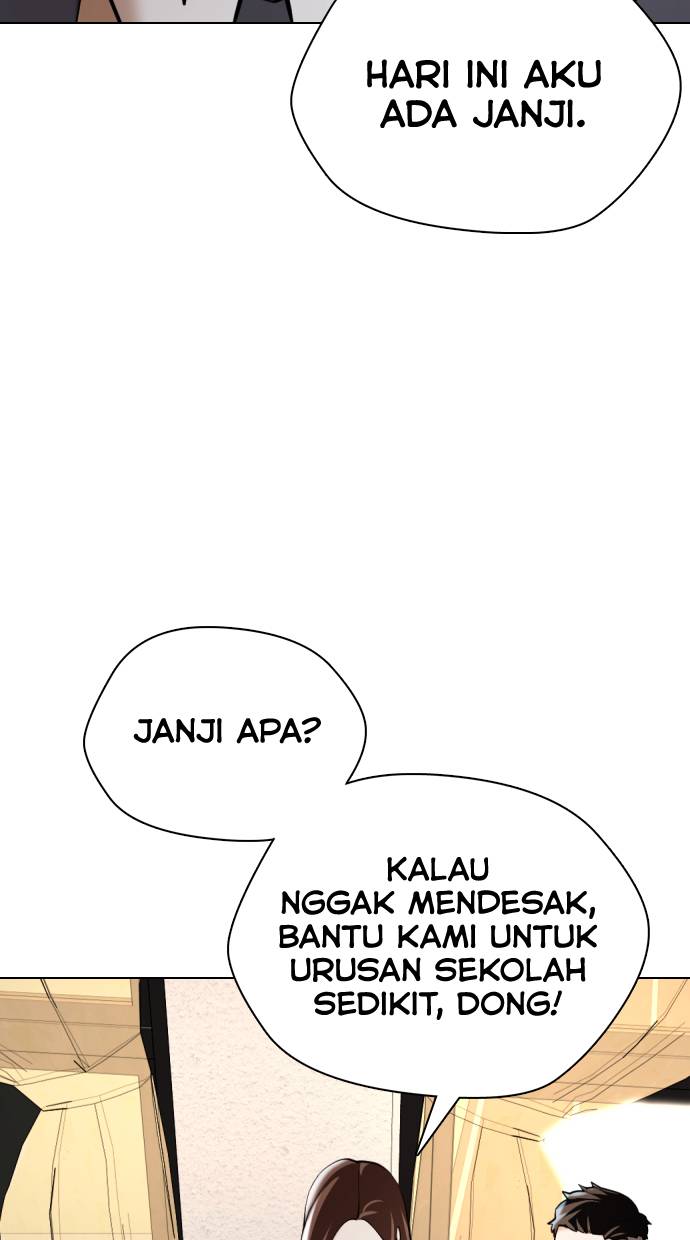 HARI INI AKU
ADA JANJI.
JANJI APA?
KALAU
NGGAK MENDESAK,
BANTU KAMI UNTUK
URUSAN SEKOLAH
SEDIKIT, DONG!